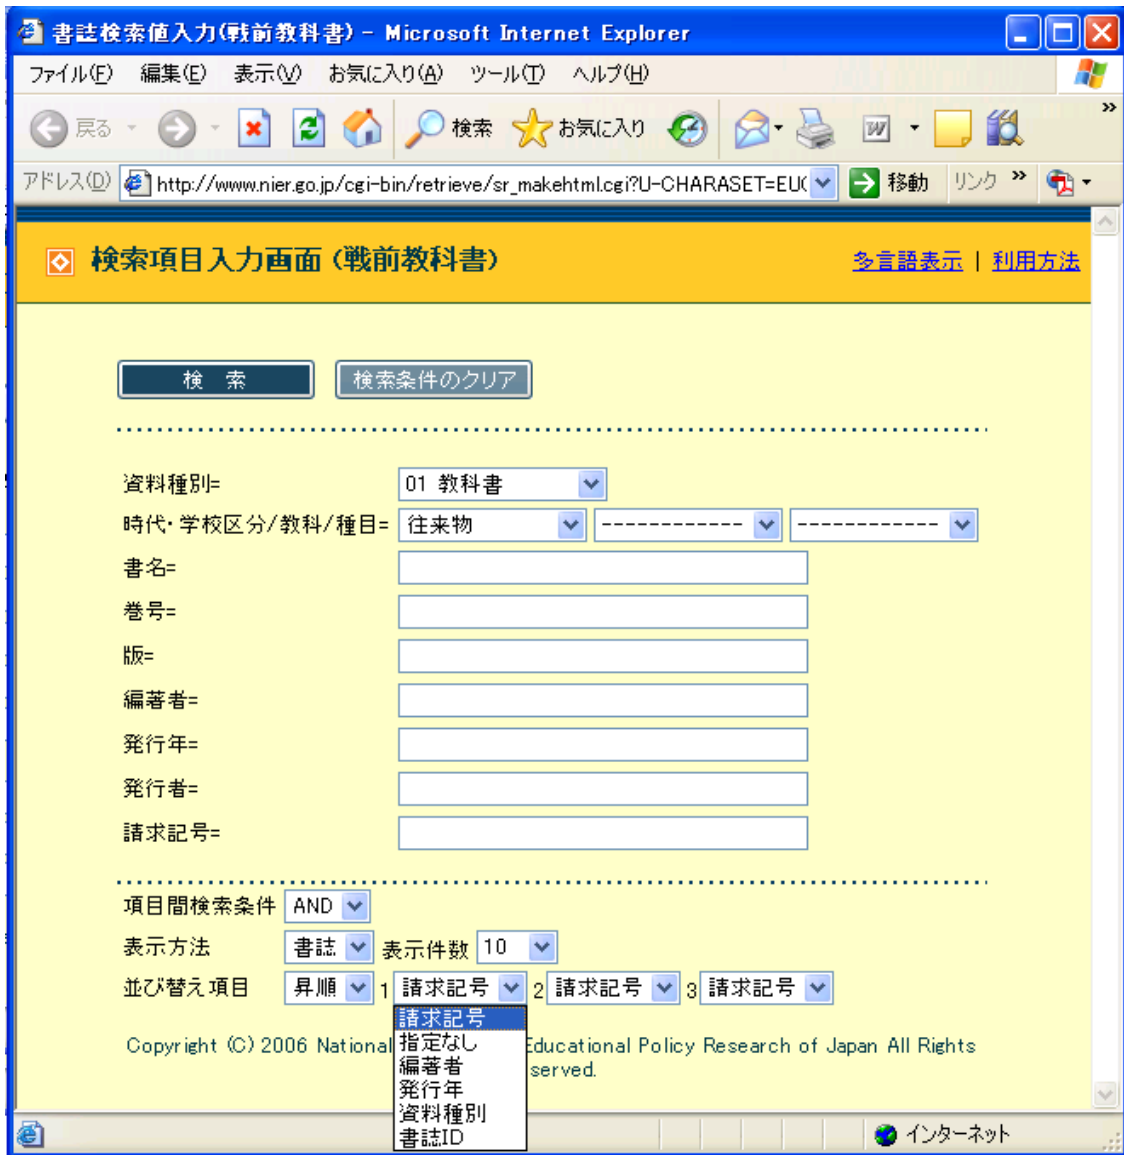 書誌検索値入力(戦前教科書) - Microsoft Internet Explorer
ファイル(F) 編集(E) 表示(V) お気に入り(A) ツール(T) ヘルプ(H)
戻る 検索 お気に入り »
アドレス(D) http://www.nier.go.jp/cgi-bin/retrieve/sr_makehtml.cgi?U-CHARASET=EU 移動 リンク »
検索項目入力画面 (戦前教科書) 多言語表示 | 利用方法
検 索 検索条件のクリア
資料種別= 01 教科書
時代・学校区分/教科/種目= 往来物 ------------ ------------
書名=
巻号=
版=
編著者=
発行年=
発行者=
請求記号=
項目間検索条件 AND
表示方法 書誌 表示件数 10
並び替え項目 昇順 1 請求記号 2 請求記号 3 請求記号
請求記号
指定なし
編著者
発行年
資料種別
書誌ID
Copyright (C) 2006 National Educational Policy Research of Japan All Rights
served.
インターネット